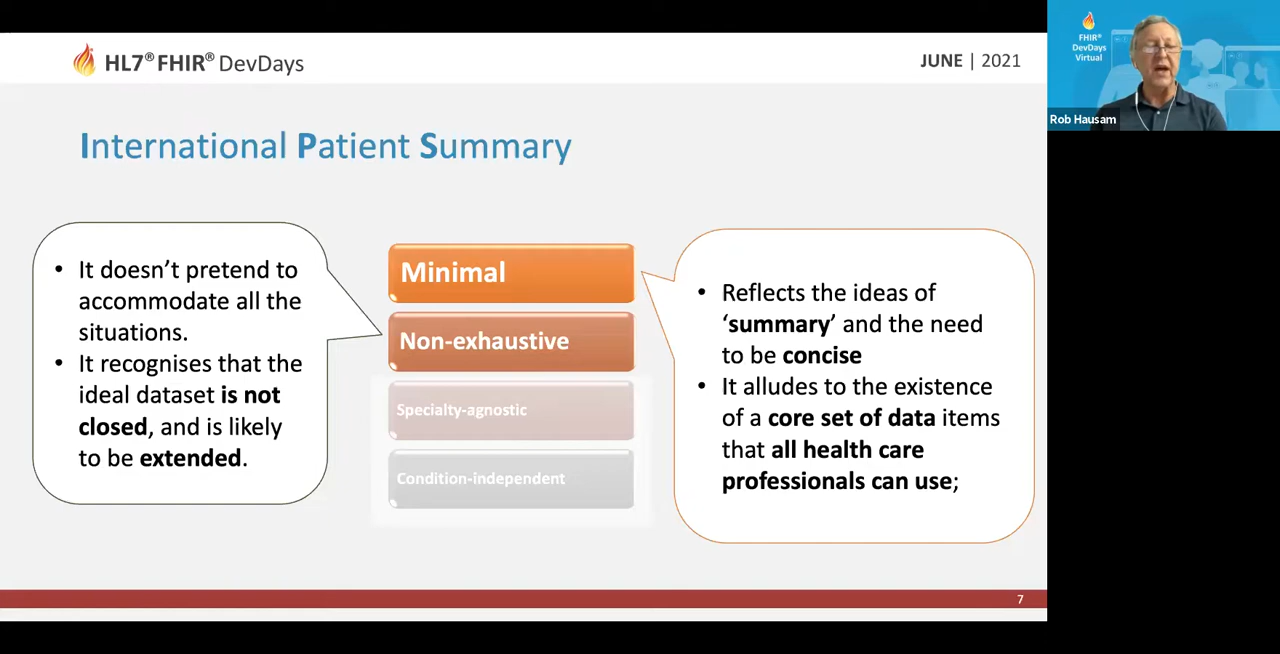 HL7® FHIR® DevDays
JUNE | 2021
International Patient Summary
• It doesn’t pretend to
accommodate all the
situations.
• It recognises that the
ideal dataset is not
closed, and is likely
to be extended.
Minimal
Non-exhaustive
Specialty-agnostic
Condition-independent
• Reflects the ideas of
‘summary’ and the need
to be concise
• It alludes to the existence
of a core set of data items
that all health care
professionals can use;
7
FHIR®
DevDays
Virtual
Rob Hausam